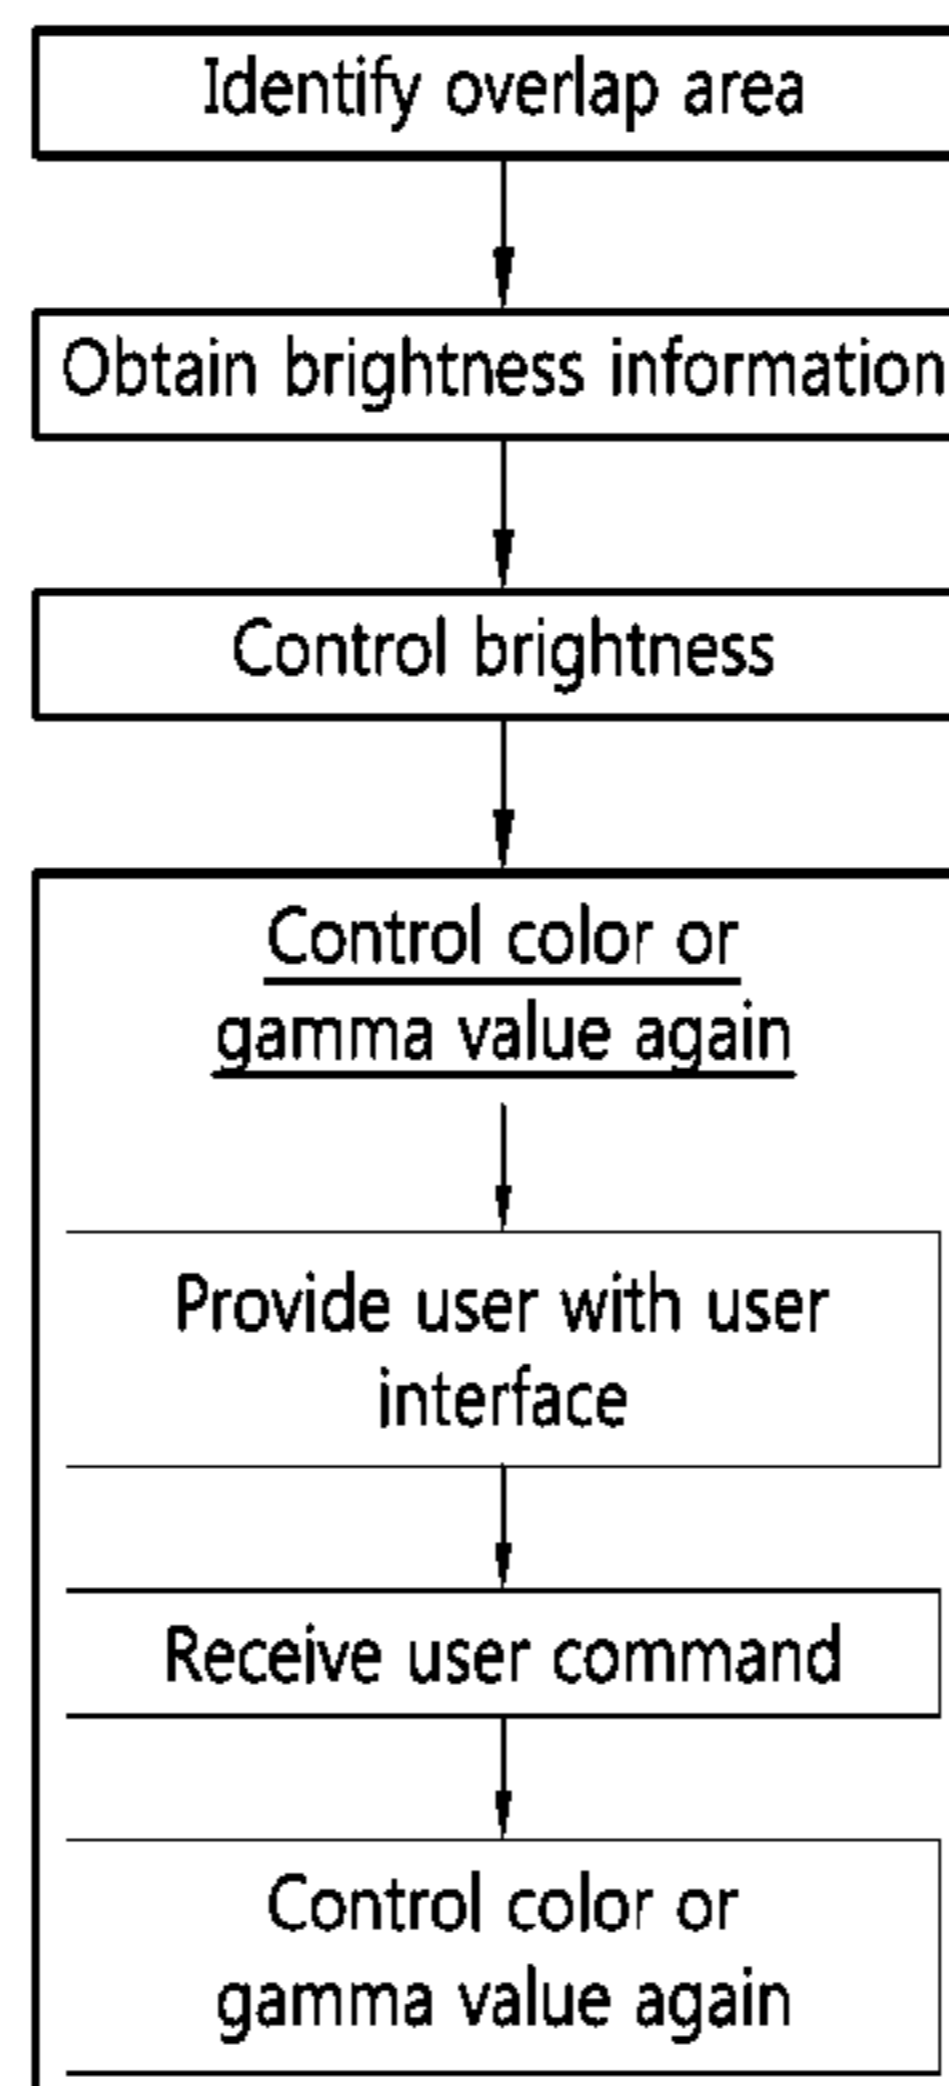 Identify overlap area
Obtain brightness information
Control brightness
Control color or
gamma value again
Provide user with user
interface
Receive user command
Control color or
gamma value again